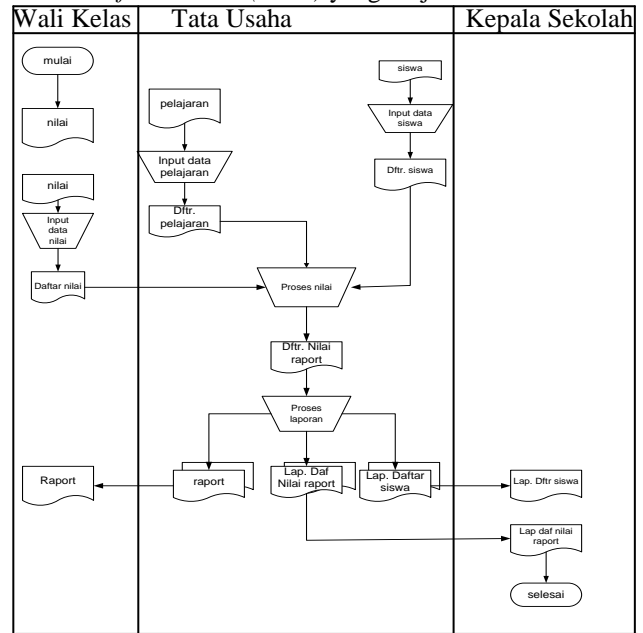 Wali Kelas
Tata Usaha
Kepala Sekolah
mulai
nilai
nilai
Input
data
nilai
Daftar nilai
pelajaran
Input data
pelajaran
Dftr.
pelajaran
siswa
Input data
siswa
Dftr. siswa
Proses nilai
Dftr. Nilai
raport
Proses
laporan
Raport
raport
Lap. Daf
Nilai raport
Lap. Daftar
siswa
Lap. Dftr siswa
Lap daf nilai
raport
selesai